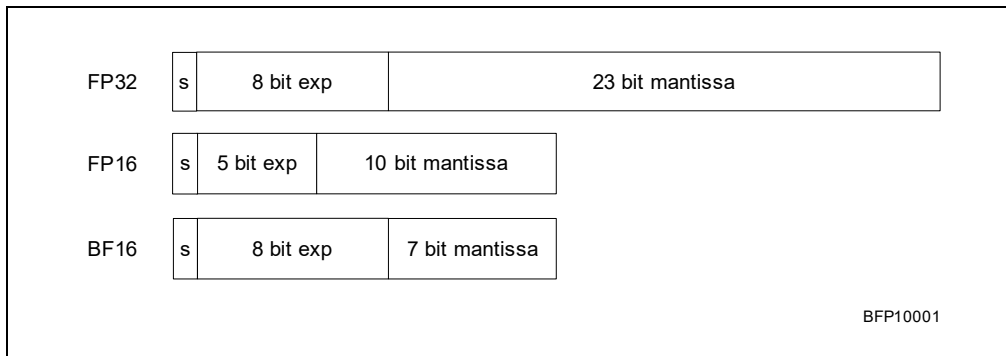 FP32 s 8 bit exp 23 bit mantissa
FP16 s 5 bit exp 10 bit mantissa
BF16 s 8 bit exp 7 bit mantissa
BFP10001